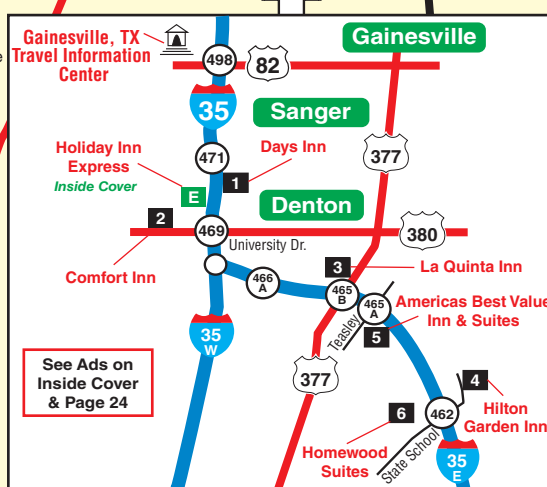 e
Gainesville, TX
Travel Information
Center
498
82
Gainesville
35
Sanger
Holiday Inn
Express
Inside Cover
471
Days Inn
377
E
1
Denton
2
469
University Dr.
380
Comfort Inn
466
A
3
La Quinta Inn
465
B
465
A
Americas Best Value
Inn & Suites
Teasley
5
35
W
See Ads on
Inside Cover
& Page 24
377
4
6
462
Hilton
Garden Inn
Homewood
Suites
State School
35
E